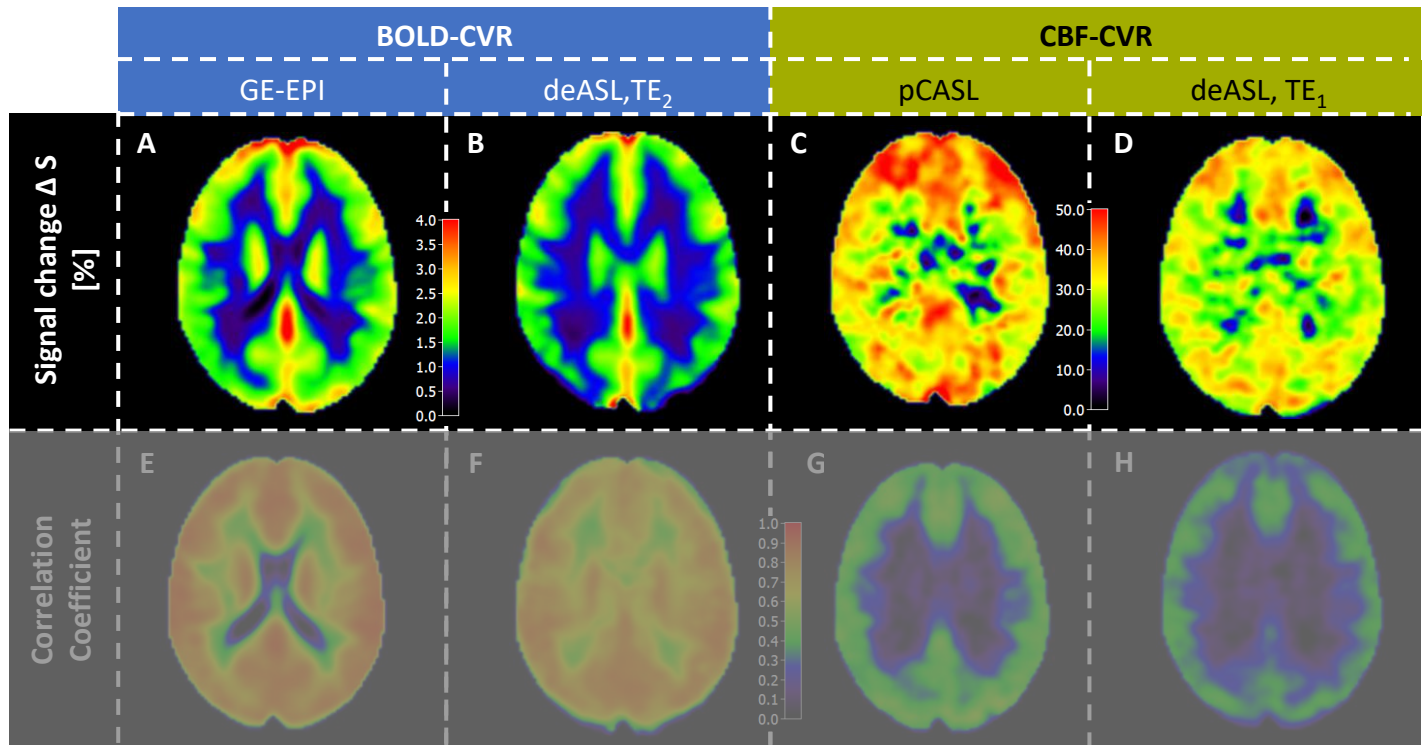 BOLD-CVR
CBF-CVR
GE-EPI
deASL,TE₂
pCASL
deASL, TE₁
Signal change Δ S
[%]
A
B
C
D
4.0
3.5
3.0
2.5
2.0
1.5
1.0
0.5
0.0
50.0
40.0
30.0
20.0
10.0
0.0
Correlation
Coefficient
E
F
G
H
1.0
0.9
0.8
0.7
0.6
0.5
0.4
0.3
0.2
0.1
0.0